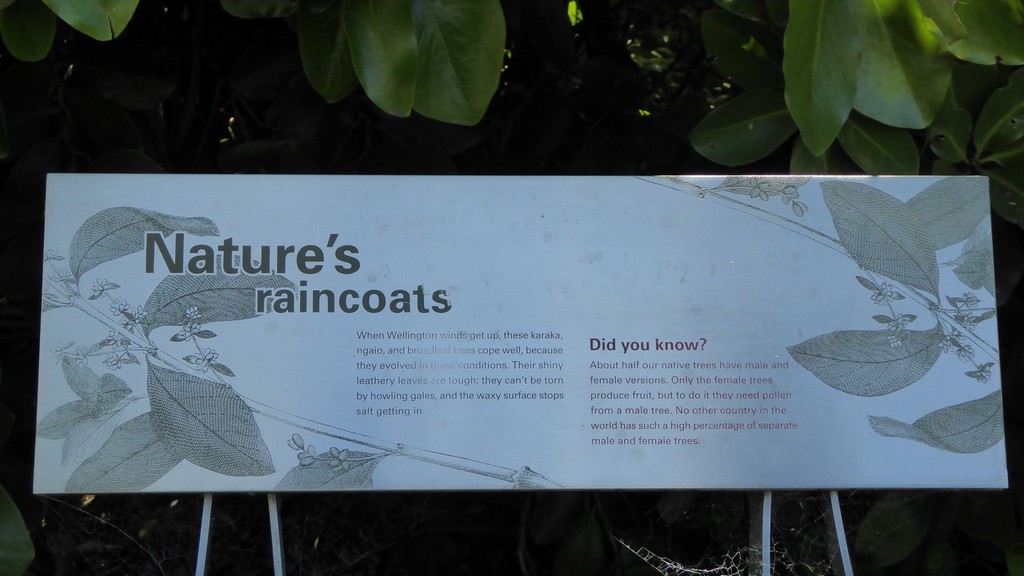 Nature's
raincoats
When Wellington winds get up, these karaka,
ngaio, and broadleaf trees cope well, because
they evolved in these conditions. Their shiny
leathery leaves are tough: they can't be torn
by howling gales, and the waxy surface stops
salt getting in.
Did you know?
About half our native trees have male and
female versions. Only the female trees
produce fruit, but to do it they need pollen
from a male tree. No other country in the
world has such a high percentage of separate
male and female trees.